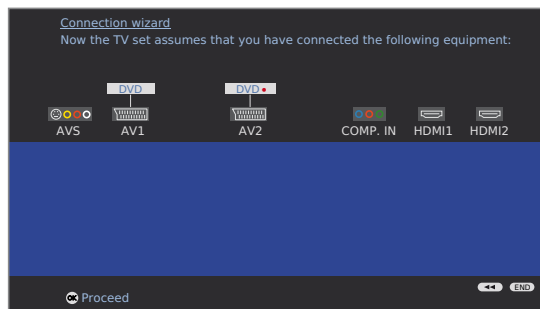 Connection wizard
Now the TV set assumes that you have connected the following equipment:
DVD DVD
AVS AV1 AV2 COMP. IN HDMI1 HDMI2
OK Proceed
END